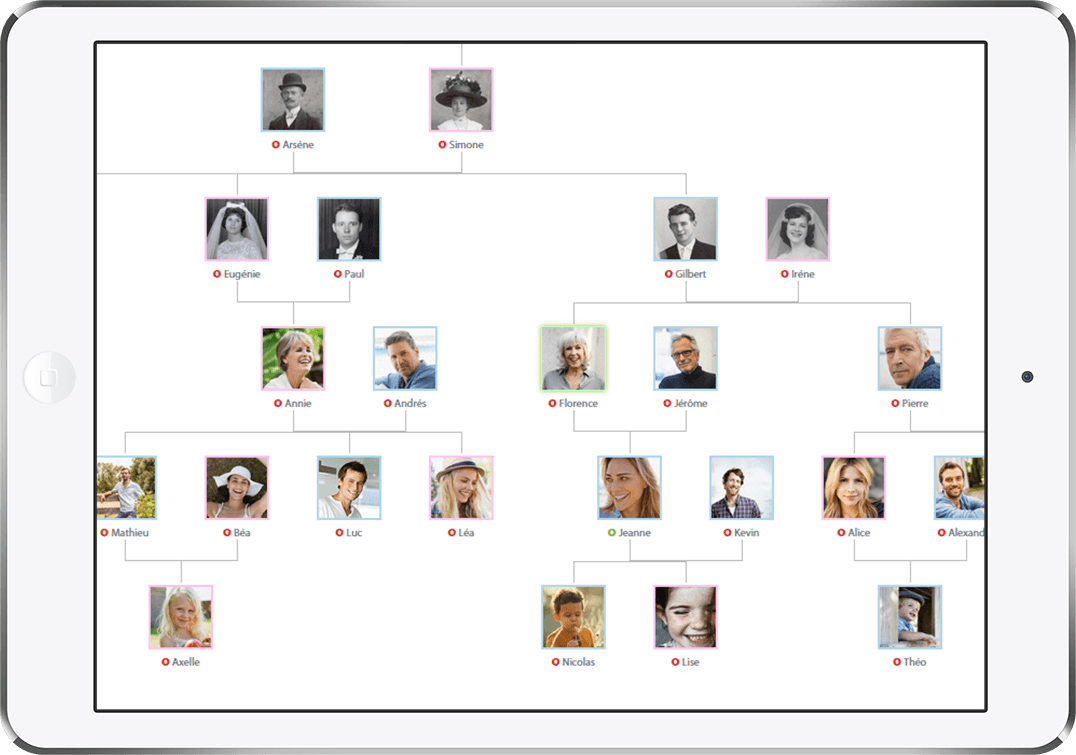 Arséne
Simone
Eugénie
Paul
Gilbert
Iréne
Annie
Andrés
Florence
Jérôme
Pierre
Mathieu
Béa
Luc
Léa
Jeanne
Kevin
Alice
Alexand
Axelle
Nicolas
Lise
Théo